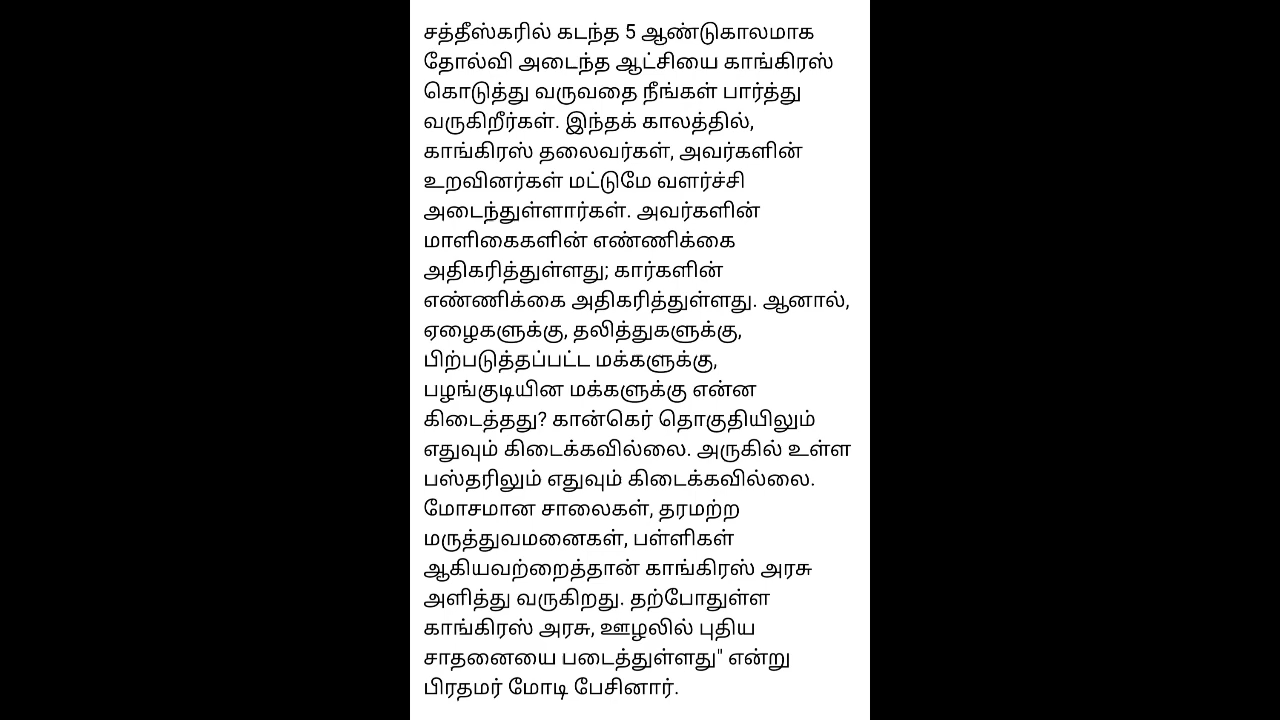 சத்தீஸ்கரில் கடந்த 5 ஆண்டுகாலமாக
தோல்வி அடைந்த ஆட்சியை காங்கிரஸ்
கொடுத்து வருவதை நீங்கள் பார்த்து
வருகிறீர்கள். இந்தக் காலத்தில்,
காங்கிரஸ் தலைவர்கள், அவர்களின்
உறவினர்கள் மட்டுமே வளர்ச்சி
அடைந்துள்ளார்கள். அவர்களின்
மாளிகைகளின் எண்ணிக்கை
அதிகரித்துள்ளது; கார்களின்
எண்ணிக்கை அதிகரித்துள்ளது. ஆனால்,
ஏழைகளுக்கு, தலித்துகளுக்கு,
பிற்படுத்தப்பட்ட மக்களுக்கு,
பழங்குடியின மக்களுக்கு என்ன
கிடைத்தது? கான்கெர் தொகுதியிலும்
எதுவும் கிடைக்கவில்லை. அருகில் உள்ள
பஸ்தரிலும் எதுவும் கிடைக்கவில்லை.
மோசமான சாலைகள், தரமற்ற
மருத்துவமனைகள், பள்ளிகள்
ஆகியவற்றைத்தான் காங்கிரஸ் அரசு
அளித்து வருகிறது. தற்போதுள்ள
காங்கிரஸ் அரசு, ஊழலில் புதிய
சாதனையை படைத்துள்ளது" என்று
பிரதமர் மோடி பேசினார்.